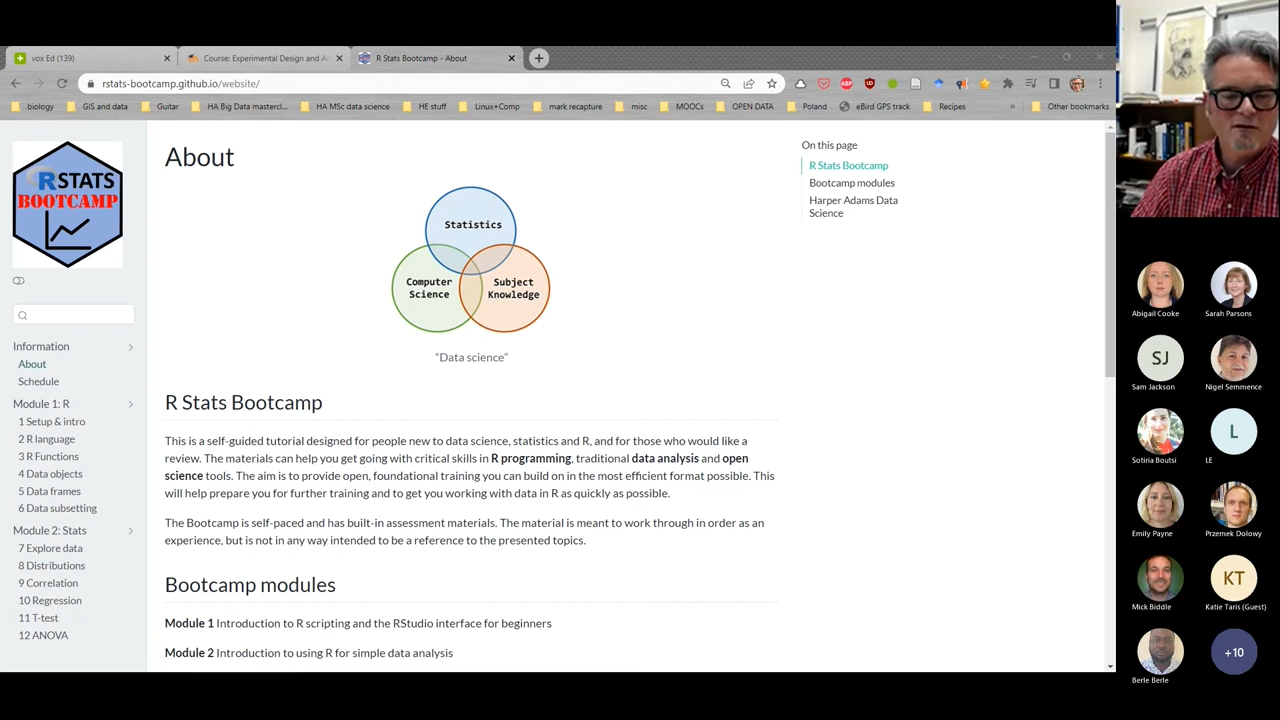 vox Ed (139)
Course: Experimental Design and A
R Stats Bootcamp - About
rstats-bootcamp.github.io/website/
biology
GIS and data
Guitar
HA Big Data mastercl...
HA MSc data science
HE stuff
Linux+Comp
mark recapture
misc
MOOCs
OPEN DATA
Poland
eBird GPS track
Recipes
»
Other bookmarks
RSTATS
BOOTCAMP
Information
About
Schedule
Module 1: R
1 Setup & intro
2 R language
3 R Functions
4 Data objects
5 Data frames
6 Data subsetting
Module 2: Stats
7 Explore data
8 Distributions
9 Correlation
10 Regression
11 T-test
12 ANOVA
About
Statistics
Computer
Science
Subject
Knowledge
“Data science”
R Stats Bootcamp
This is a self-guided tutorial designed for people new to data science, statistics and R, and for those who would like a
review. The materials can help you get going with critical skills in R programming, traditional data analysis and open
science tools. The aim is to provide open, foundational training you can build on in the most efficient format possible. This
will help prepare you for further training and to get you working with data in R as quickly as possible.
The Bootcamp is self-paced and has built-in assessment materials. The material is meant to work through in order as an
experience, but is not in any way intended to be a reference to the presented topics.
Bootcamp modules
Module 1 Introduction to R scripting and the RStudio interface for beginners
Module 2 Introduction to using R for simple data analysis
On this page
R Stats Bootcamp
Bootcamp modules
Harper Adams Data
Science
Abigail Cooke
Sarah Parsons
SJ
Sam Jackson
Nigel Semmence
Sotiria Boutsi
L
LE
Emily Payne
Przemek Dolowy
Mick Biddle
KT
Katie Taris (Guest)
Berle Berle
+10